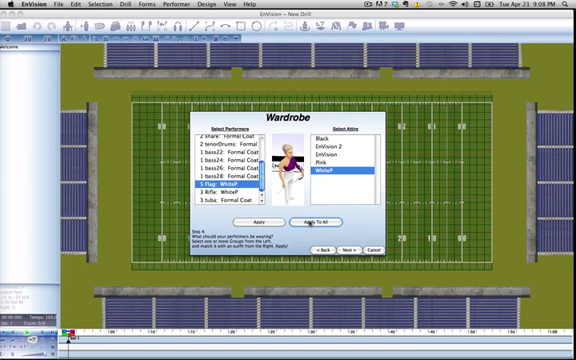 EnVision File Edit Selection Drill Forms Performer Design View Help
Tue Apr 23 9:08 PM
EnVision – New Drill
Welcome
Wardrobe
Select Performers
Select Attire
2 snare: Formal Coat
2 tenorDrums: Formal Coat
1 bass22: Formal Coat
1 bass24: Formal Coat
1 bass26: Formal Coat
1 bass28: Formal Coat
5 Flag: WhiteP
3 Rifle: WhiteP
3 tuba: Formal Coat
Black
EnVision 2
EnVision
Pink
WhiteP
Apply
Apply To All
Step 4:
What should your performers be wearing?
Select one or more Groups from the Left,
and match it with an outfit from the Right. Apply!
< Back
Next >
Cancel
Set 1